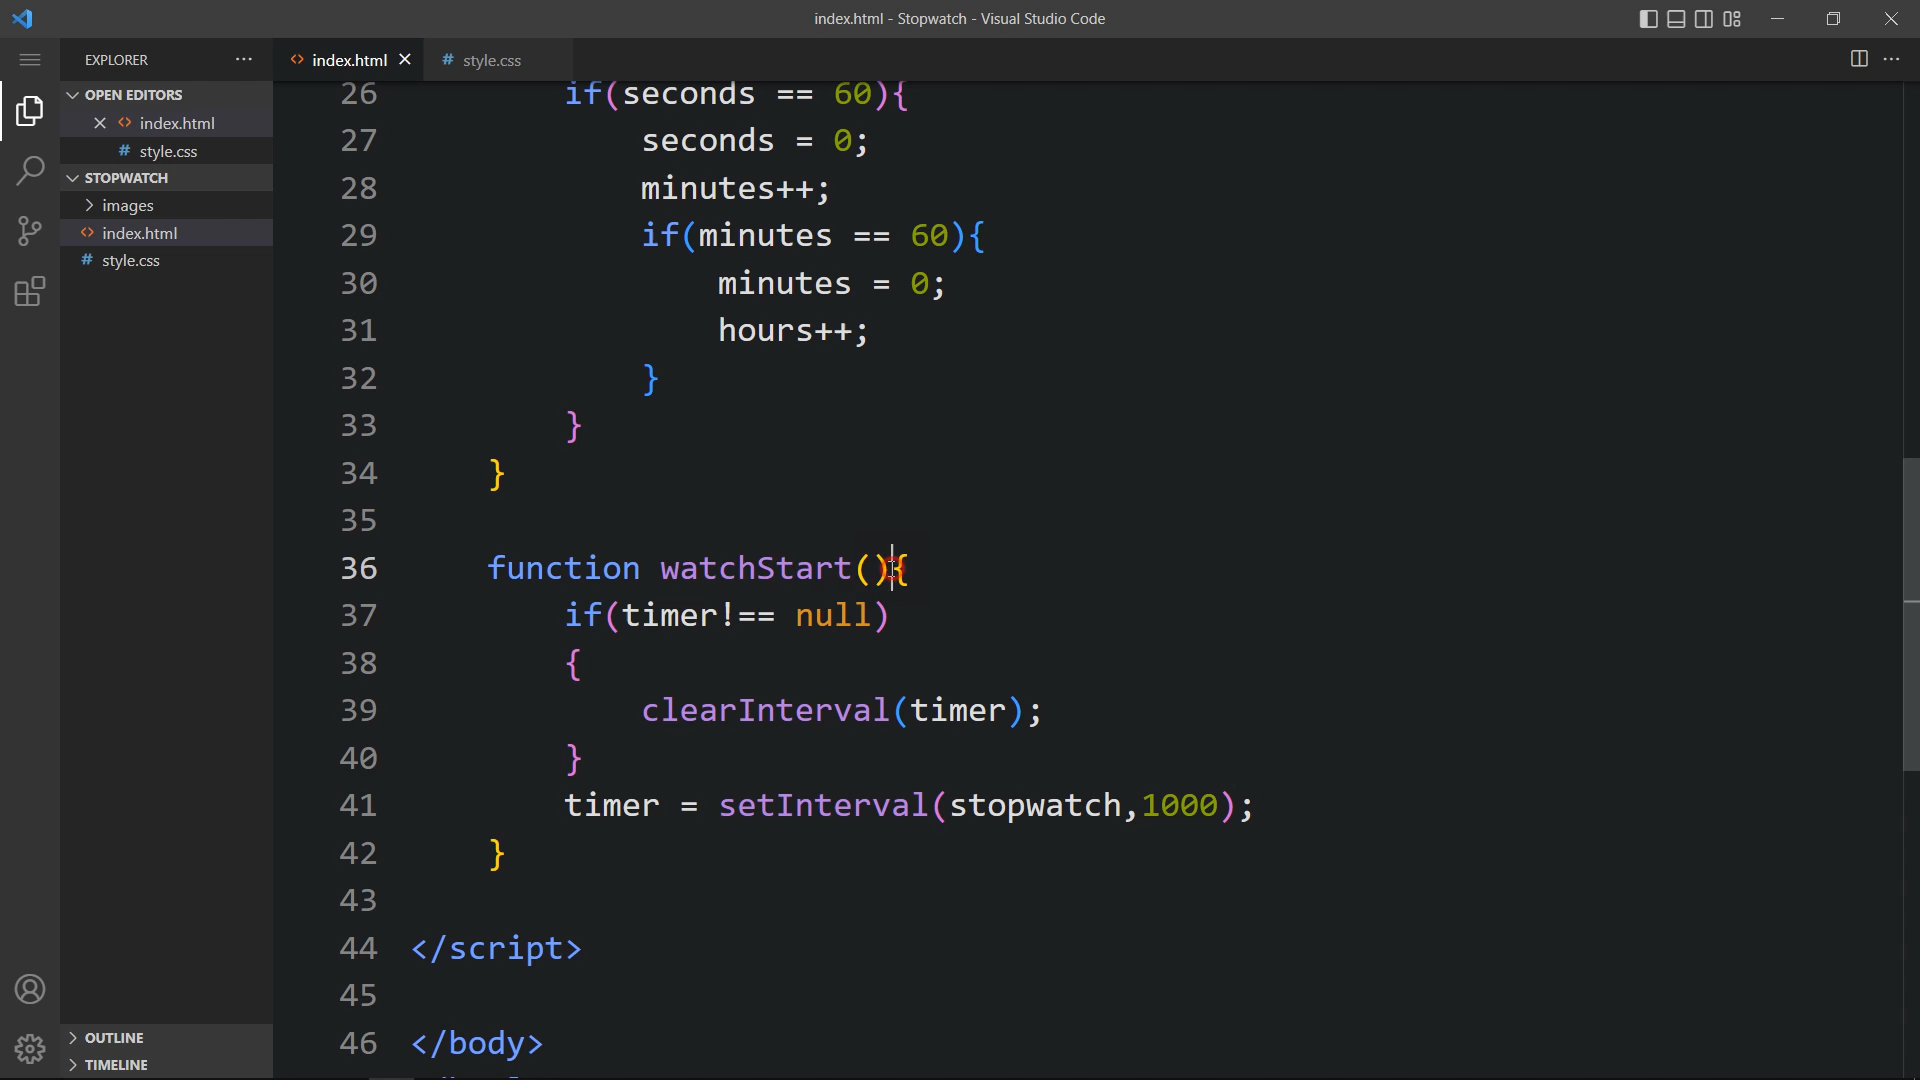 index.html - Stopwatch - Visual Studio Code
EXPLORER
index.html
# style.css
OPEN EDITORS
index.html
# style.css
STOPWATCH
images
index.html
# style.css
OUTLINE
TIMELINE
26 if(seconds == 60){
27 seconds = 0;
28 minutes++;
29 if(minutes == 60){
30 minutes = 0;
31 hours++;
32 }
33 }
34 }
35
36 function watchStart(){
37 if(timer!== null)
38 {
39 clearInterval(timer);
40 }
41 timer = setInterval(stopwatch,1000);
42 }
43
44 </script>
45
46 </body>